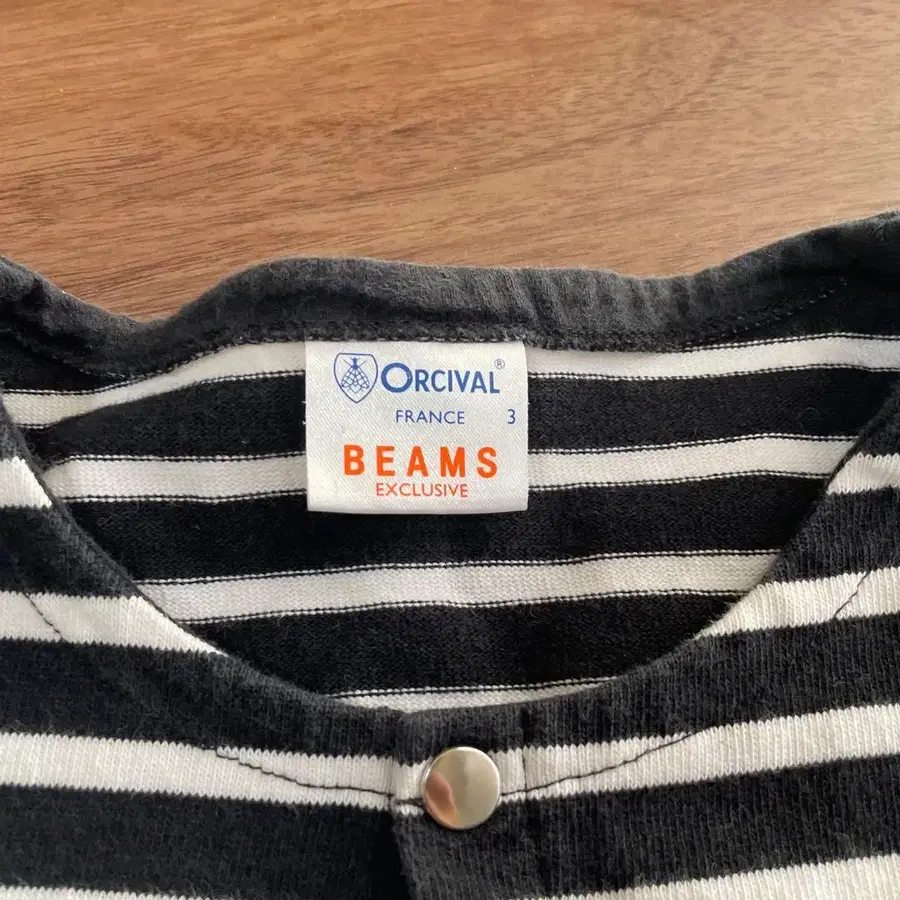 ORCIVAL®
FRANCE 3
BEAMS
EXCLUSIVE